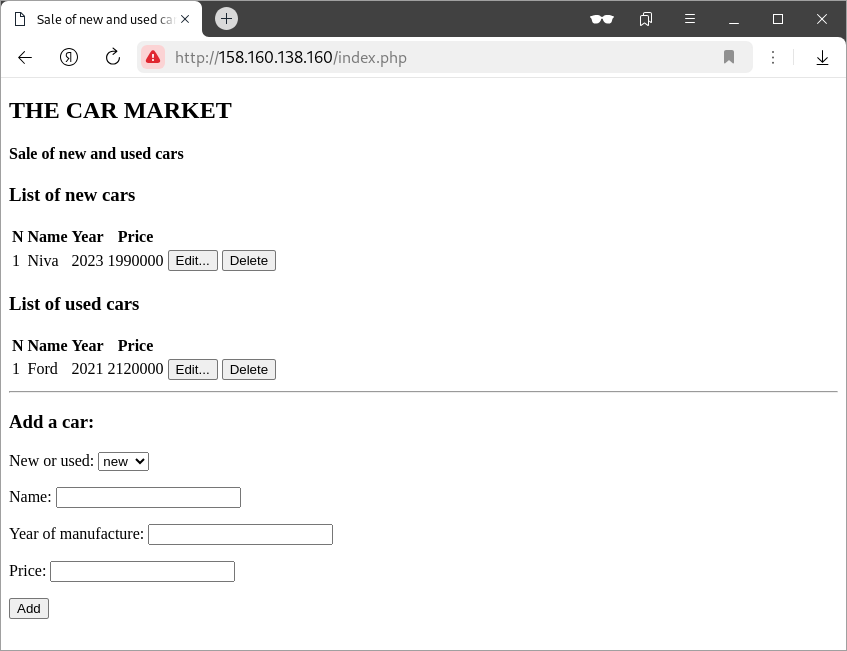 Sale of new and used ca
Я
http://158.160.138.160/index.php
THE CAR MARKET
Sale of new and used cars
List of new cars
N Name Year Price
1 Niva 2023 1990000 Edit... Delete
List of used cars
N Name Year Price
1 Ford 2021 2120000 Edit... Delete
Add a car:
New or used: new
Name:
Year of manufacture:
Price:
Add